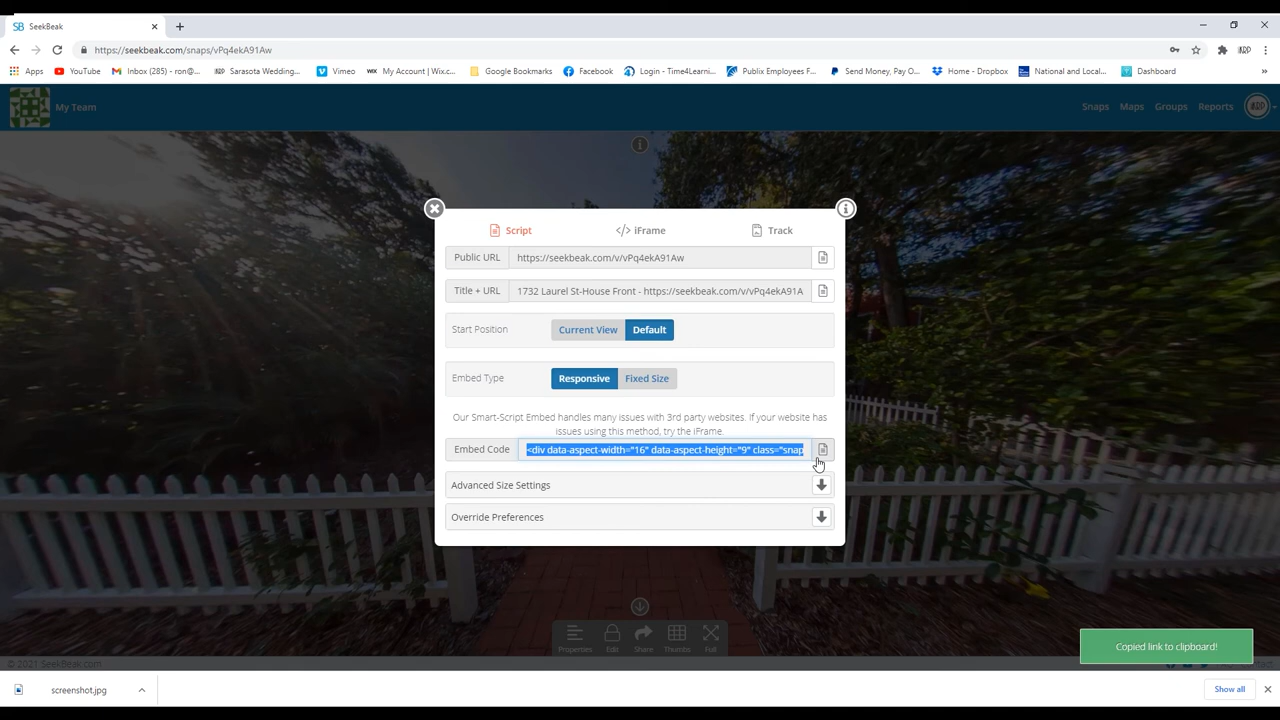 SeekBeak
https://seekbeak.com/snaps/vPq4ekA91Aw
Apps YouTube Inbox (285) - ron@... Sarasota Wedding... Vimeo My Account | Wix.c... Google Bookmarks Facebook Login - Time4Learni... Publix Employees F... Send Money, Pay O... Home - Dropbox National and Local... Dashboard
My Team Snaps Maps Groups Reports
Script </> iFrame Track
Public URL https://seekbeak.com/v/vPq4ekA91Aw
Title + URL 1732 Laurel St-House Front - https://seekbeak.com/v/vPq4ekA91A
Start Position Current View Default
Embed Type Responsive Fixed Size
Our Smart-Script Embed handles many issues with 3rd party websites. If your website has
issues using this method, try the iFrame.
Embed Code <div data-aspect-width="16" data-aspect-height="9" class="snap
Advanced Size Settings
Override Preferences
Properties Edit Share Thumbs Full
Copied link to clipboard!
© 2021 SeekBeak.com
screenshot.jpg Show all